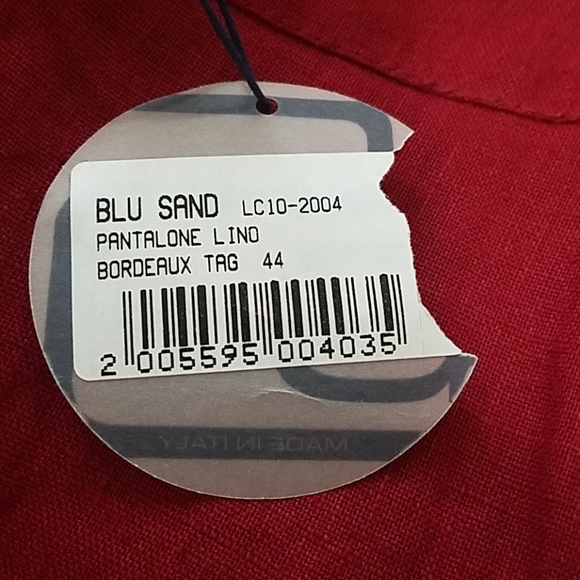 BLU SAND LC10-2004
PANTALONE LINO
BORDEAUX TAG 44
2 005595 004035
MADE IN ITALY